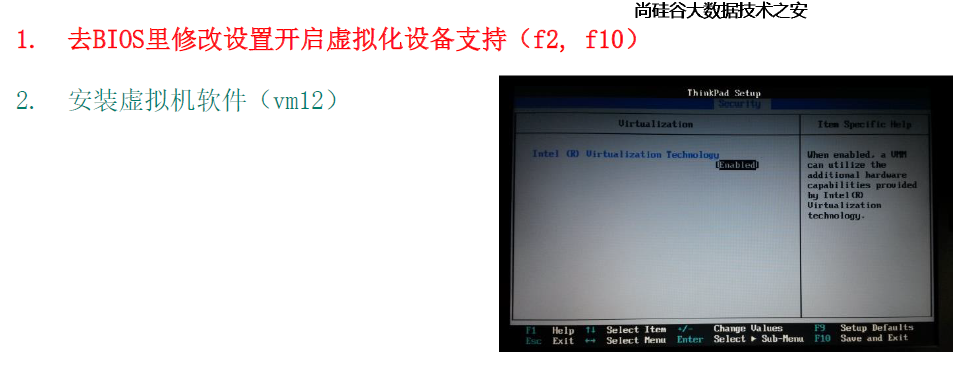 尚硅谷大数据技术之安
1. 去BIOS里修改设置开启虚拟化设备支持（f2, f10）
2. 安装虚拟机软件（vm12）
ThinkPad Setup
Security
Virtualization
Item Specific Help
Intel (R) Virtualization Technology
[Enabled]
When enabled, a VMM
can utilize the
additional hardware
capabilities provided
by Intel(R)
Virtualization
technology.
F1 Help ↑↓ Select Item +/- Change Values F9 Setup Defaults
Esc Exit ←→ Select Menu Enter Select ▶ Sub-Menu F10 Save and Exit